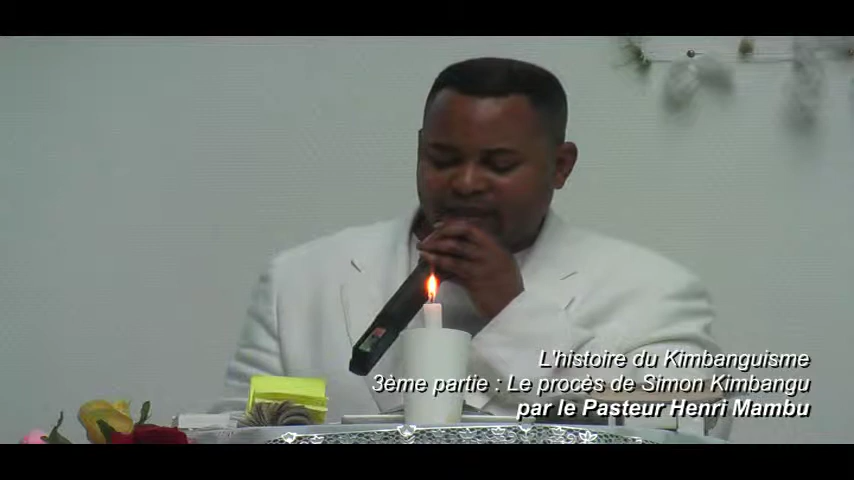 L'histoire du Kimbanguisme
3ème partie : Le procès de Simon Kimbangu
par le Pasteur Henri Mambu